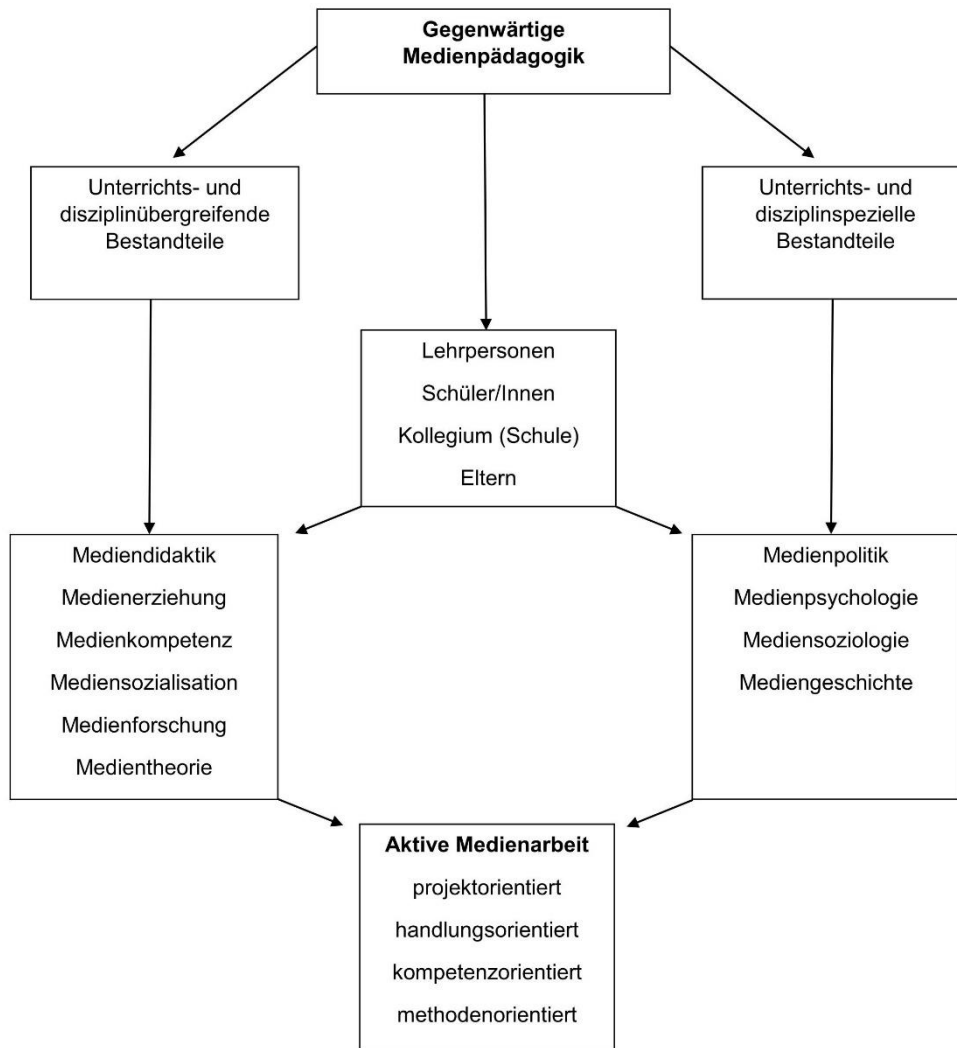 Gegenwärtige
Medienpädagogik
Unterrichts- und
disziplinübergreifende
Bestandteile
Unterrichts- und
disziplinspezielle
Bestandteile
Lehrpersonen
Schüler/Innen
Kollegium (Schule)
Eltern
Mediendidaktik
Medienerziehung
Medienkompetenz
Mediensozialisation
Medienforschung
Medientheorie
Medienpolitik
Medienpsychologie
Mediensoziologie
Mediengeschichte
Aktive Medienarbeit
projektorientiert
handlungsorientiert
kompetenzorientiert
methodenorientiert